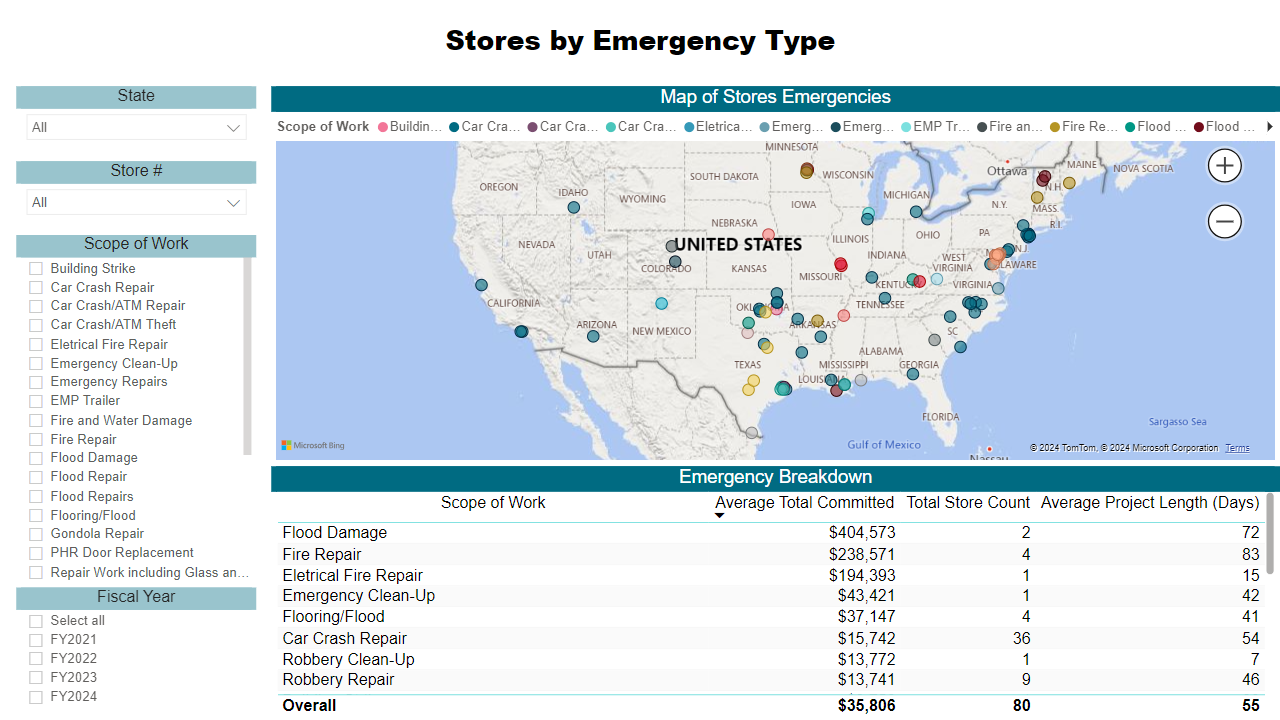 Stores by Emergency Type
State
All
Store #
All
Scope of Work
Building Strike
Car Crash Repair
Car Crash/ATM Repair
Car Crash/ATM Theft
Eletrical Fire Repair
Emergency Clean-Up
Emergency Repairs
EMP Trailer
Fire and Water Damage
Fire Repair
Flood Damage
Flood Repair
Flood Repairs
Flooring/Flood
Gondola Repair
PHR Door Replacement
Repair Work including Glass an...
Fiscal Year
Select all
FY2021
FY2022
FY2023
FY2024
Map of Stores Emergencies
Scope of Work Buildin... Car Cra... Car Cra... Car Cra... Eletrica... Emerg... Emerg... EMP Tr... Fire an... Fire Re... Flood ... Flood ...
MINNESOTA
Ottawa
MAINE
NOVA SCOTIA
OREGON
IDAHO
SOUTH DAKOTA
WISCONSIN
N.H.
WYOMING
MICHIGAN
IOWA
N.Y.
MASS.
R.I.
NEBRASKA
NEVADA
UNITED STATES
ILLINOIS
OHIO
PA
N.J.
UTAH
COLORADO
KANSAS
MISSOURI
INDIANA
WEST
VIRGINIA
DELAWARE
KENTUCKY
VIRGINIA
CALIFORNIA
OKLAHOMA
TENNESSEE
ARIZONA
NEW MEXICO
ARKANSAS
SC
ALABAMA
TEXAS
MISSISSIPPI
GEORGIA
LOUISIANA
FLORIDA
Sargasso Sea
Gulf of Mexico
Nassau
Microsoft Bing
© 2024 TomTom, © 2024 Microsoft Corporation Terms
Emergency Breakdown
Scope of Work Average Total Committed Total Store Count Average Project Length (Days)
Flood Damage $404,573 2 72
Fire Repair $238,571 4 83
Eletrical Fire Repair $194,393 1 15
Emergency Clean-Up $43,421 1 42
Flooring/Flood $37,147 4 41
Car Crash Repair $15,742 36 54
Robbery Clean-Up $13,772 1 7
Robbery Repair $13,741 9 46
Overall $35,806 80 55